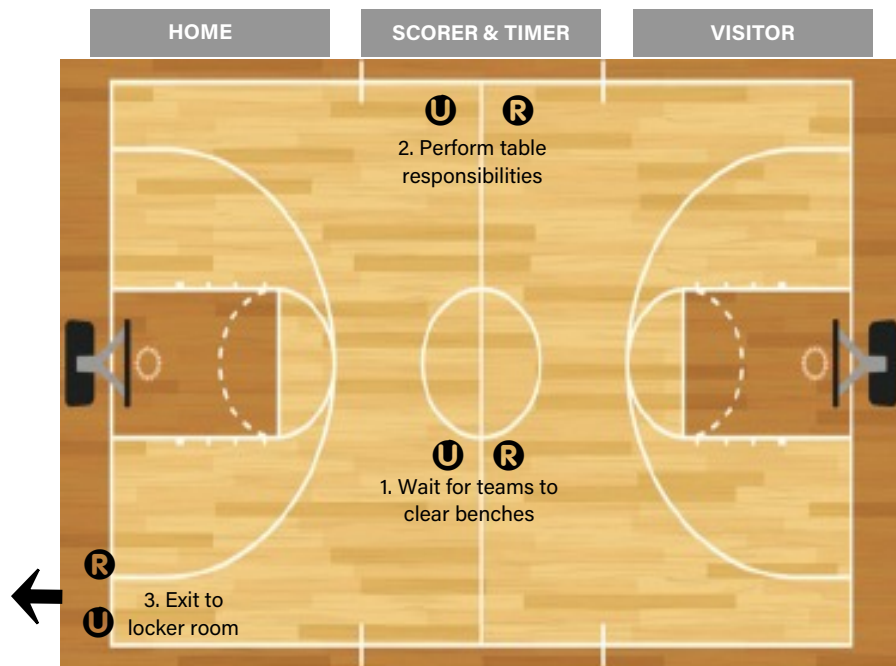 HOME
SCORER & TIMER
VISITOR
U R
2. Perform table
responsibilities
U R
1. Wait for teams to
clear benches
R
3. Exit to
U
locker room